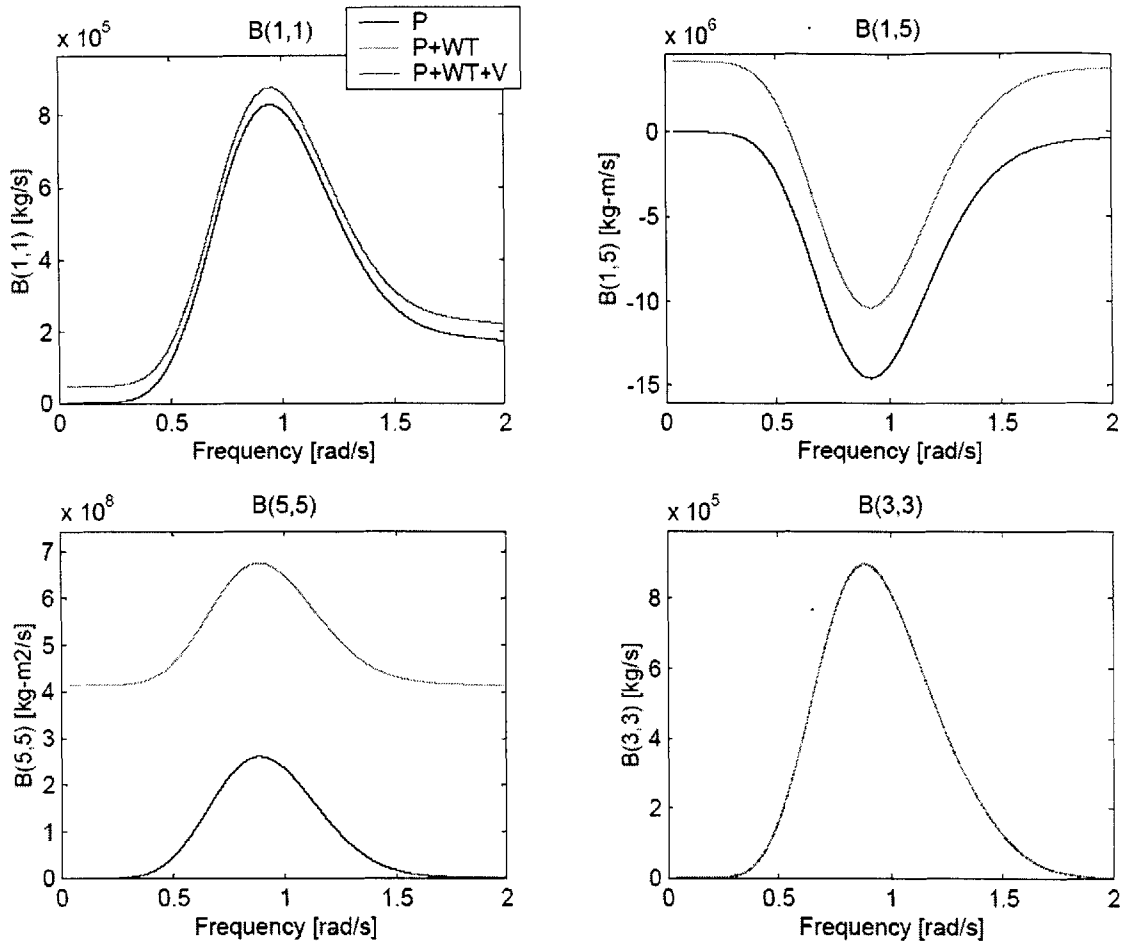 x 10^5
B(1,1)
P
P+WT
P+WT+V
B(1,1) [kg/s]
8
6
4
2
0
0 0.5 1 1.5 2
Frequency [rad/s]
x 10^6
B(1,5)
B(1,5) [kg-m/s]
0
-5
-10
-15
0 0.5 1 1.5 2
Frequency [rad/s]
x 10^8
B(5,5)
B(5,5) [kg-m2/s]
7
6
5
4
3
2
1
0
0 0.5 1 1.5 2
Frequency [rad/s]
x 10^5
B(3,3)
B(3,3) [kg/s]
8
6
4
2
0
0 0.5 1 1.5 2
Frequency [rad/s]